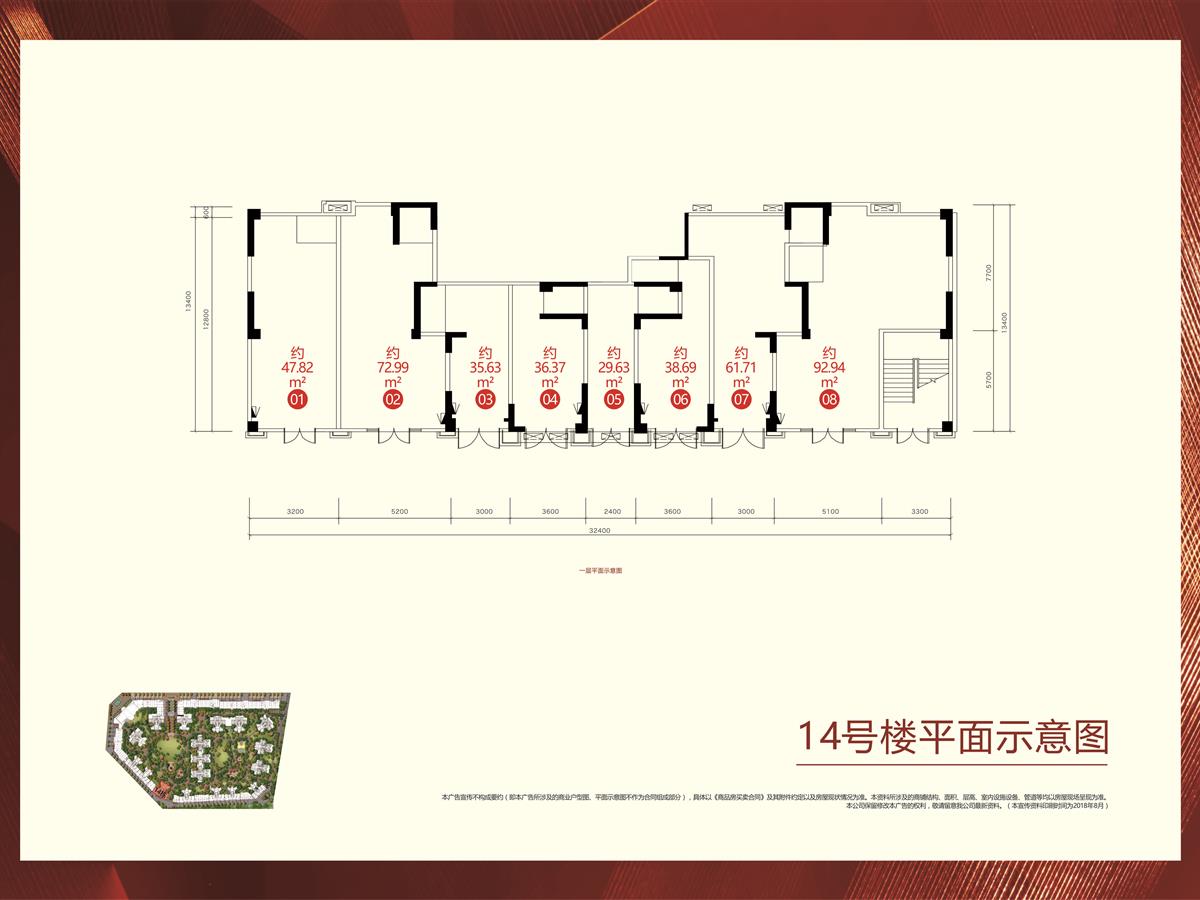 600
13400
12800
7700
13400
5700
约
47.82
m²
01
约
72.99
m²
02
约
35.63
m²
03
约
36.37
m²
04
约
29.63
m²
05
约
38.69
m²
06
约
61.71
m²
07
约
92.94
m²
08
3200 5200 3000 3600 2400 3600 3000 5100 3300
32400
一层平面示意图
14号楼平面示意图
本广告宣传不构成要约（即本广告所涉及的商业户型图、平面示意图不作为合同组成部分），具体以《商品房买卖合同》及其附件约定以及房屋现状情况为准。本资料所涉及的商铺结构、面积、层高、室内设施设备、管道等均以房屋现场呈现为准。
本公司保留修改本广告的权利，敬请留意我公司最新资料。（本宣传资料印刷时间为2018年8月）